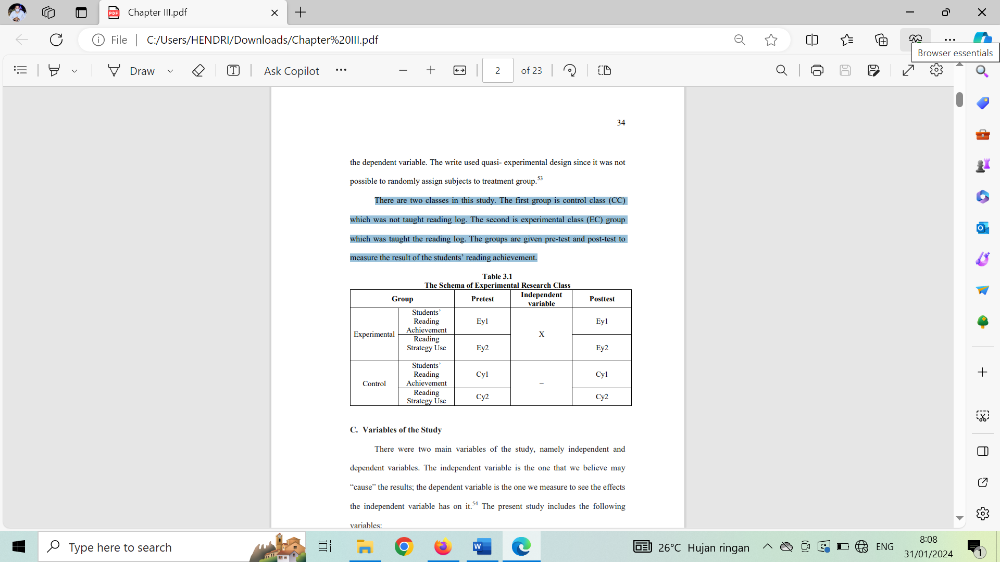 Chapter III.pdf
File
C:/Users/HENDRI/Downloads/Chapter%20III.pdf
Browser essentials
Draw
Ask Copilot
2 of 23
34
the dependent variable. The write used quasi- experimental design since it was not
possible to randomly assign subjects to treatment group.53
There are two classes in this study. The first group is control class (CC)
which was not taught reading log. The second is experimental class (EC) group
which was taught the reading log. The groups are given pre-test and post-test to
measure the result of the students’ reading achievement.
Table 3.1
The Schema of Experimental Research Class
Group Pretest Independent variable Posttest
Experimental
Students’ Reading Achievement Ey1 X Ey1
Reading Strategy Use Ey2 Ey2
Control
Students’ Reading Achievement Cy1 – Cy1
Reading Strategy Use Cy2 Cy2
C. Variables of the Study
There were two main variables of the study, namely independent and
dependent variables. The independent variable is the one that we believe may
“cause” the results; the dependent variable is the one we measure to see the effects
the independent variable has on it.54 The present study includes the following
variables:
Type here to search
26°C Hujan ringan
ENG
8:08
31/01/2024
1